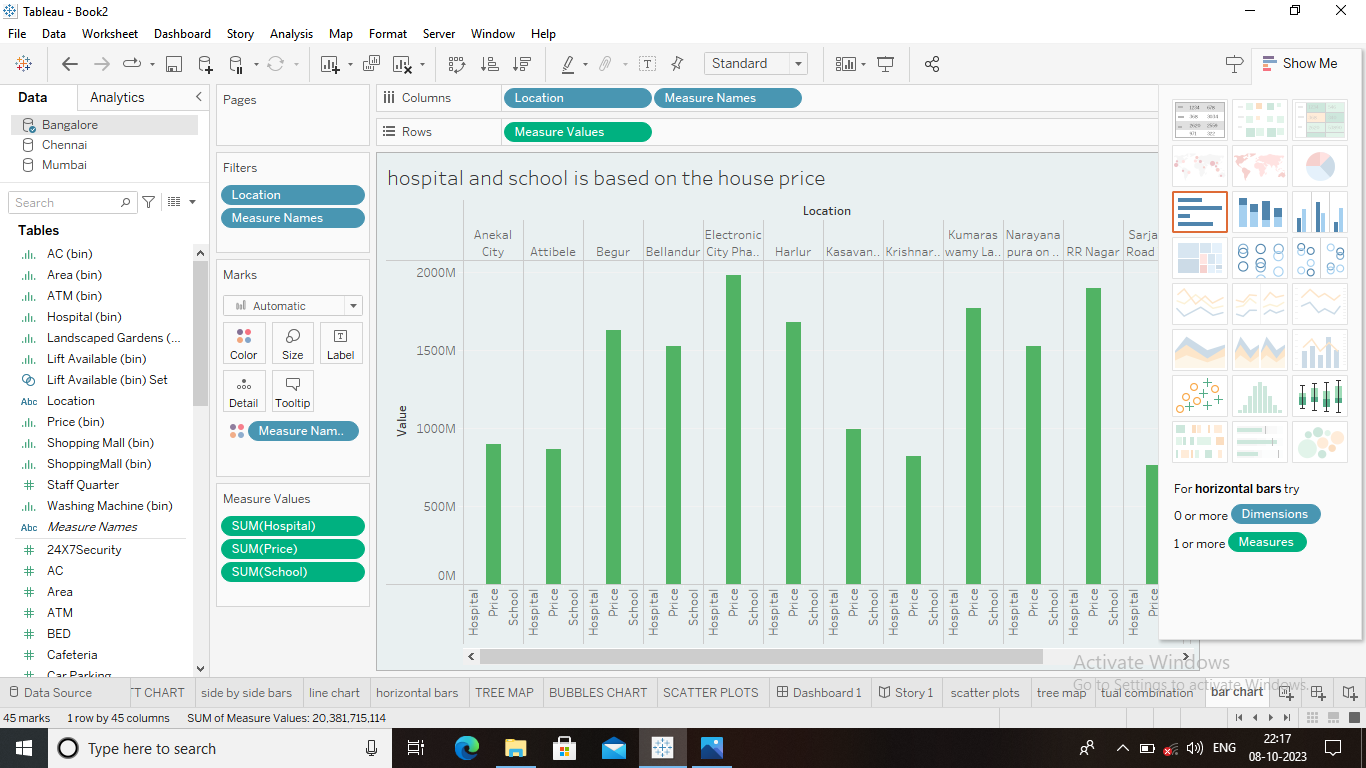 Tableau - Book2
File Data Worksheet Dashboard Story Analysis Map Format Server Window Help
Standard
Show Me
Data Analytics
Bangalore
Chennai
Mumbai
Search
Tables
AC (bin)
Area (bin)
ATM (bin)
Hospital (bin)
Landscaped Gardens (...
Lift Available (bin)
Lift Available (bin) Set
Location
Price (bin)
Shopping Mall (bin)
ShoppingMall (bin)
Staff Quarter
Washing Machine (bin)
Measure Names
24X7Security
AC
Area
ATM
BED
Cafeteria
Car Parking
Abc
Abc
Pages
Filters
Location
Measure Names
Marks
Automatic
Color Size Label
Detail Tooltip
Measure Nam..
Measure Values
SUM(Hospital)
SUM(Price)
SUM(School)
Columns Location Measure Names
Rows Measure Values
hospital and school is based on the house price
Location
Anekal City
Attibele
Begur
Bellandur
Electronic City Pha...
Harlur
Kasavan..
Krishnar..
Kumaras wamy La..
Narayana pura on ..
RR Nagar
Sarja Road
Value
2000M
1500M
1000M
500M
0M
Hospital Price School
Hospital Price School
Hospital Price School
Hospital Price School
Hospital Price School
Hospital Price School
Hospital Price School
Hospital Price School
Hospital Price School
Hospital Price School
Hospital Price School
Hospital Price
For horizontal bars try
0 or more Dimensions
1 or more Measures
Activate Windows
Go to Settings to activate Windows.
Data Source TT CHART side by side bars line chart horizontal bars TREE MAP BUBBLES CHART SCATTER PLOTS Dashboard 1 Story 1 scatter plots tree map tual combination bar chart
45 marks 1 row by 45 columns SUM of Measure Values: 20,381,715,114
Type here to search
ENG
22:17
08-10-2023